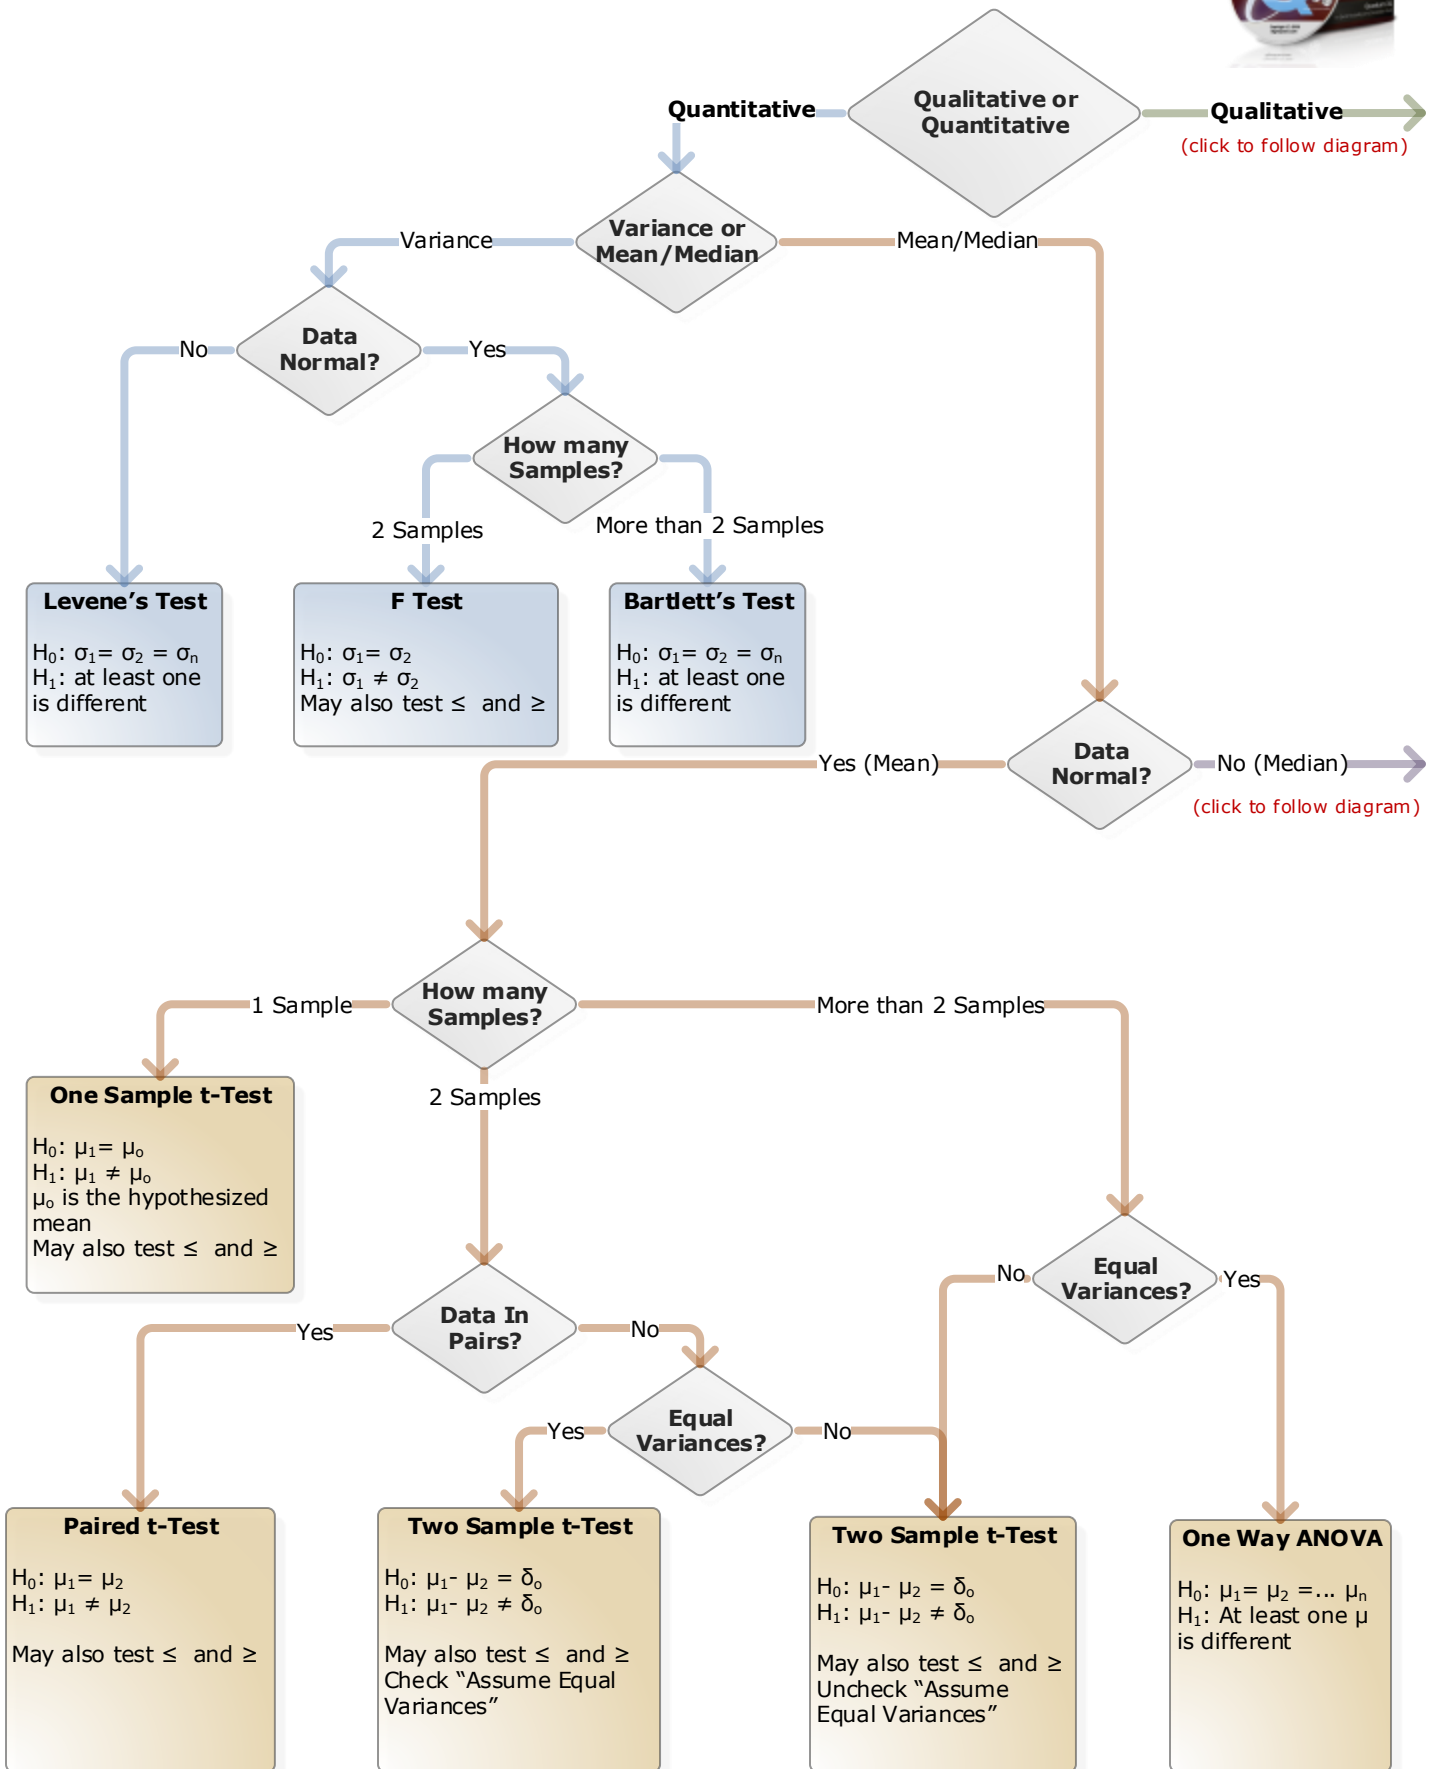 Qualitative or
Quantitative
Quantitative
Qualitative
(click to follow diagram)
Variance or
Mean/Median
Variance
Mean/Median
Data
Normal?
No
Yes
How many
Samples?
2 Samples
More than 2 Samples
Levene's Test
H₀: σ₁= σ₂ = σₙ
H₁: at least one
is different
F Test
H₀: σ₁= σ₂
H₁: σ₁ ≠ σ₂
May also test ≤ and ≥
Bartlett's Test
H₀: σ₁= σ₂ = σₙ
H₁: at least one
is different
Data
Normal?
Yes (Mean)
No (Median)
(click to follow diagram)
How many
Samples?
1 Sample
More than 2 Samples
2 Samples
One Sample t-Test
H₀: μ₁= μₒ
H₁: μ₁ ≠ μₒ
μₒ is the hypothesized
mean
May also test ≤ and ≥
Equal
Variances?
No
Yes
Data In
Pairs?
Yes
No
Equal
Variances?
Yes
No
Paired t-Test
H₀: μ₁= μ₂
H₁: μ₁ ≠ μ₂
May also test ≤ and ≥
Two Sample t-Test
H₀: μ₁- μ₂ = δₒ
H₁: μ₁- μ₂ ≠ δₒ
May also test ≤ and ≥
Check “Assume Equal
Variances”
Two Sample t-Test
H₀: μ₁- μ₂ = δₒ
H₁: μ₁- μ₂ ≠ δₒ
May also test ≤ and ≥
Uncheck “Assume
Equal Variances”
One Way ANOVA
H₀: μ₁= μ₂ =... μₙ
H₁: At least one μ
is different